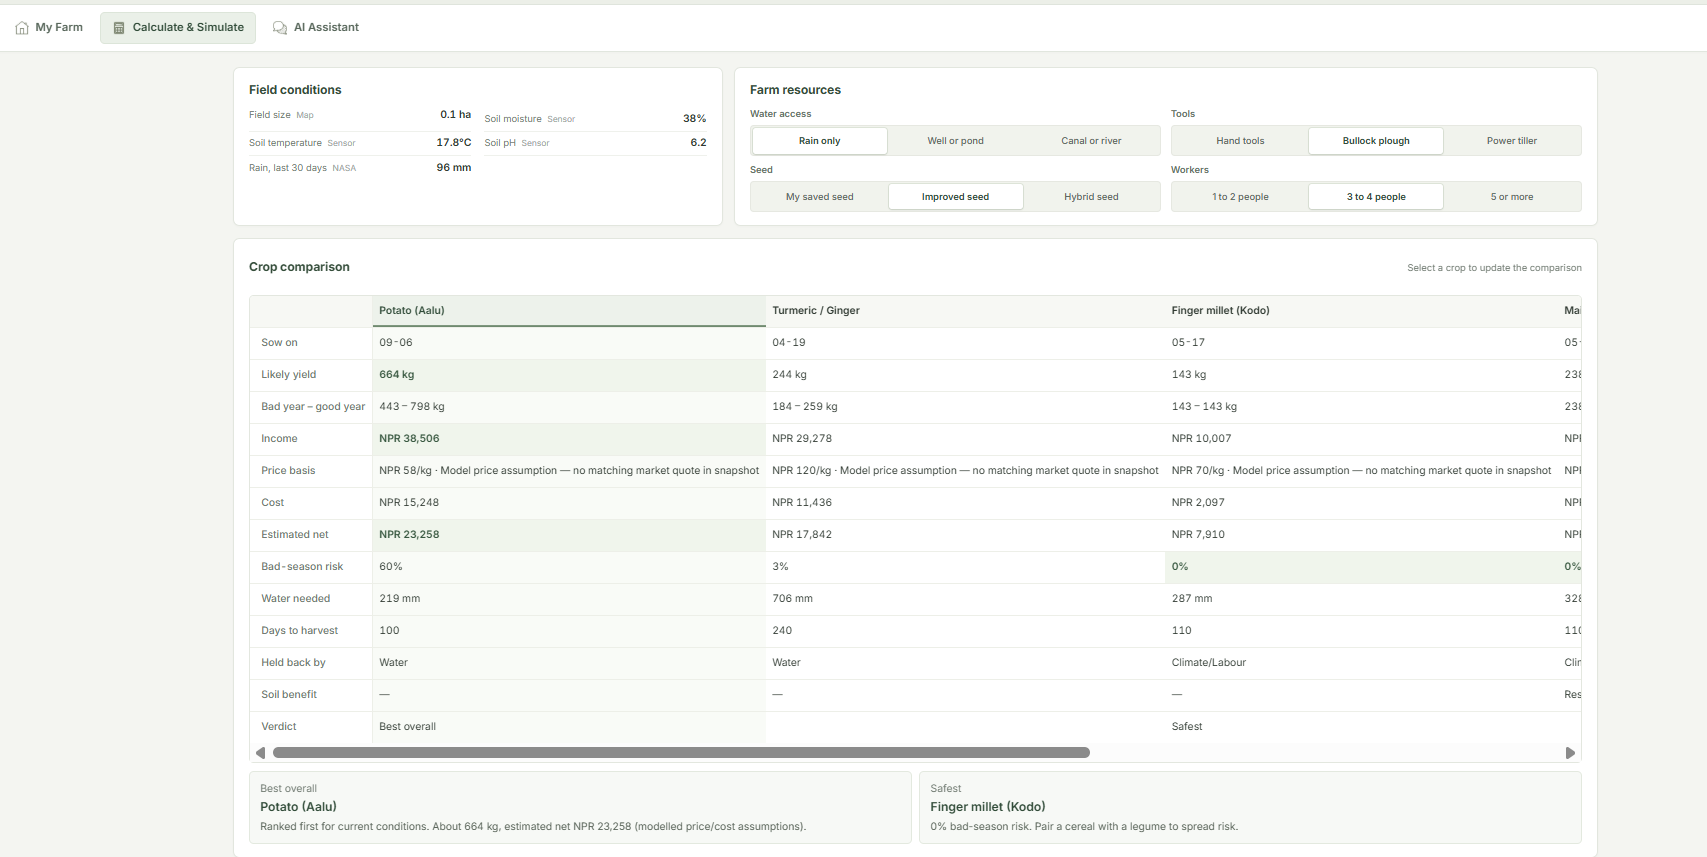 My Farm
Calculate & Simulate
AI Assistant
Field conditions
Field size Map 0.1 ha
Soil moisture Sensor 38%
Soil temperature Sensor 17.8°C
Soil pH Sensor 6.2
Rain, last 30 days NASA 96 mm
Farm resources
Water access
Rain only Well or pond Canal or river
Tools
Hand tools Bullock plough Power tiller
Seed
My saved seed Improved seed Hybrid seed
Workers
1 to 2 people 3 to 4 people 5 or more
Crop comparison
Select a crop to update the comparison
Potato (Aalu) Turmeric / Ginger Finger millet (Kodo) Mai
Sow on 09-06 04-19 05-17 05-
Likely yield 664 kg 244 kg 143 kg 238
Bad year – good year 443 – 798 kg 184 – 259 kg 143 – 143 kg 238
Income NPR 38,506 NPR 29,278 NPR 10,007 NPR
Price basis NPR 58/kg · Model price assumption — no matching market quote in snapshot NPR 120/kg · Model price assumption — no matching market quote in snapshot NPR 70/kg · Model price assumption — no matching market quote in snapshot NPR
Cost NPR 15,248 NPR 11,436 NPR 2,097 NPR
Estimated net NPR 23,258 NPR 17,842 NPR 7,910 NPR
Bad-season risk 60% 3% 0% 0%
Water needed 219 mm 706 mm 287 mm 328
Days to harvest 100 240 110 110
Held back by Water Water Climate/Labour Clim
Soil benefit — — — Res
Verdict Best overall Safest
Best overall
Potato (Aalu)
Ranked first for current conditions. About 664 kg, estimated net NPR 23,258 (modelled price/cost assumptions).
Safest
Finger millet (Kodo)
0% bad-season risk. Pair a cereal with a legume to spread risk.